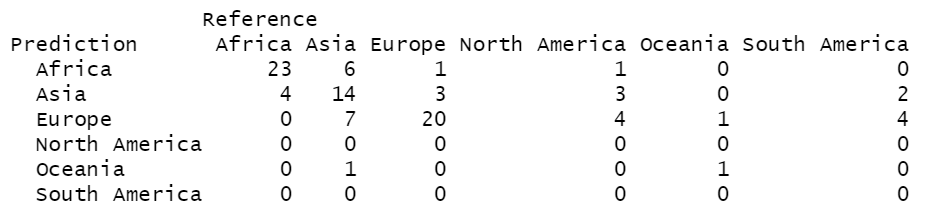 Reference
Prediction      Africa Asia Europe North America Oceania South America
  Africa            23    6      1             1       0             0
  Asia               4   14      3             3       0             2
  Europe             0    7     20             4       1             4
  North America      0    0      0             0       0             0
  Oceania            0    1      0             0       1             0
  South America      0    0      0             0       0             0